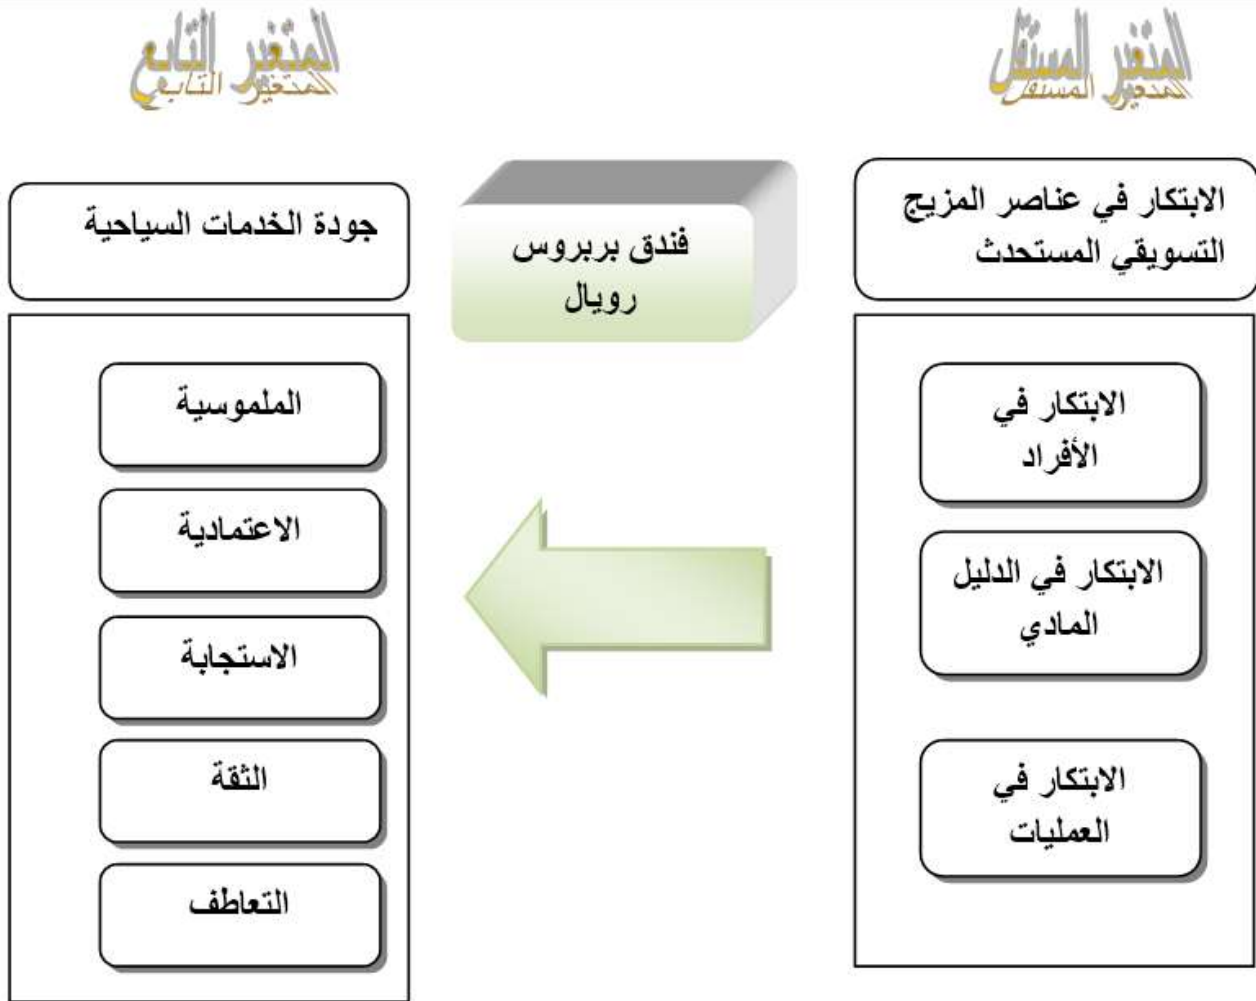 المتغير المستقل
المتغير التابع
الابتكار في عناصر المزيج
التسويقي المستحدث
فندق بربروس
رويال
جودة الخدمات السياحية
الابتكار في
الأفراد
الابتكار في الدليل
المادي
الابتكار في
العمليات
الملموسية
الاعتمادية
الاستجابة
الثقة
التعاطف